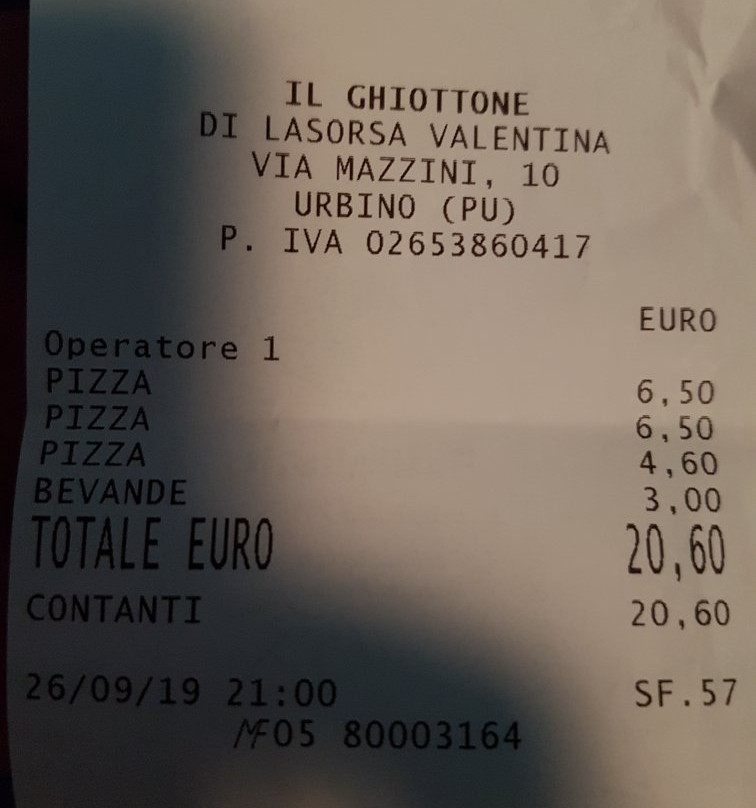 IL GHIOTTONE
DI LASORSA VALENTINA
VIA MAZZINI, 10
URBINO (PU)
P. IVA 02653860417
EURO
Operatore 1
PIZZA 6,50
PIZZA 6,50
PIZZA 4,60
BEVANDE 3,00
TOTALE EURO 20,60
CONTANTI 20,60
26/09/19 21:00 SF.57
MF05 80003164